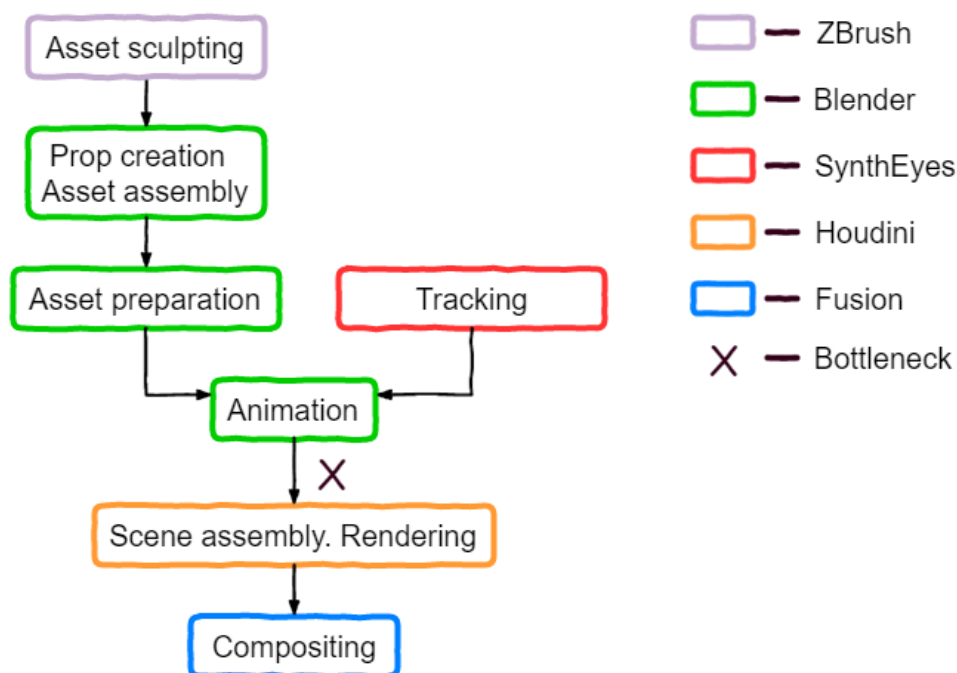 Asset sculpting
Prop creation
Asset assembly
Asset preparation
Tracking
Animation
X
Scene assembly. Rendering
Compositing
ZBrush
Blender
SynthEyes
Houdini
Fusion
X
Bottleneck